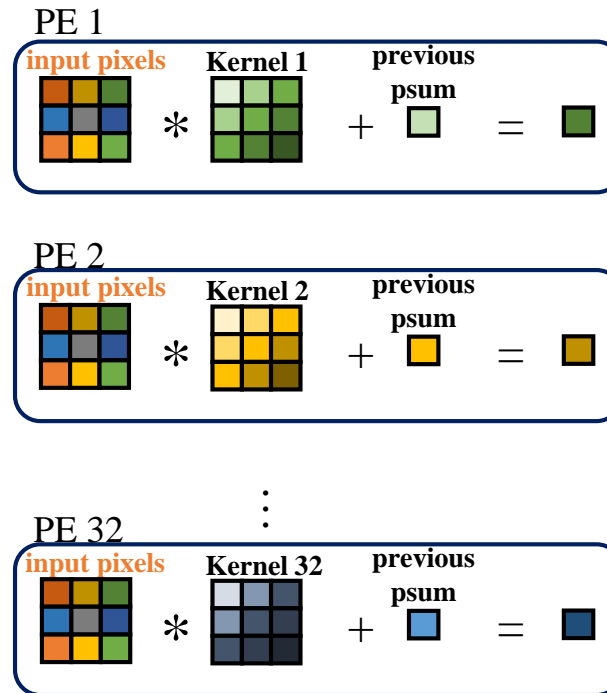 PE 1
input pixels
Kernel 1
previous
psum
* + =
PE 2
input pixels
Kernel 2
previous
psum
* + =
⋮
PE 32
input pixels
Kernel 32
previous
psum
* + =